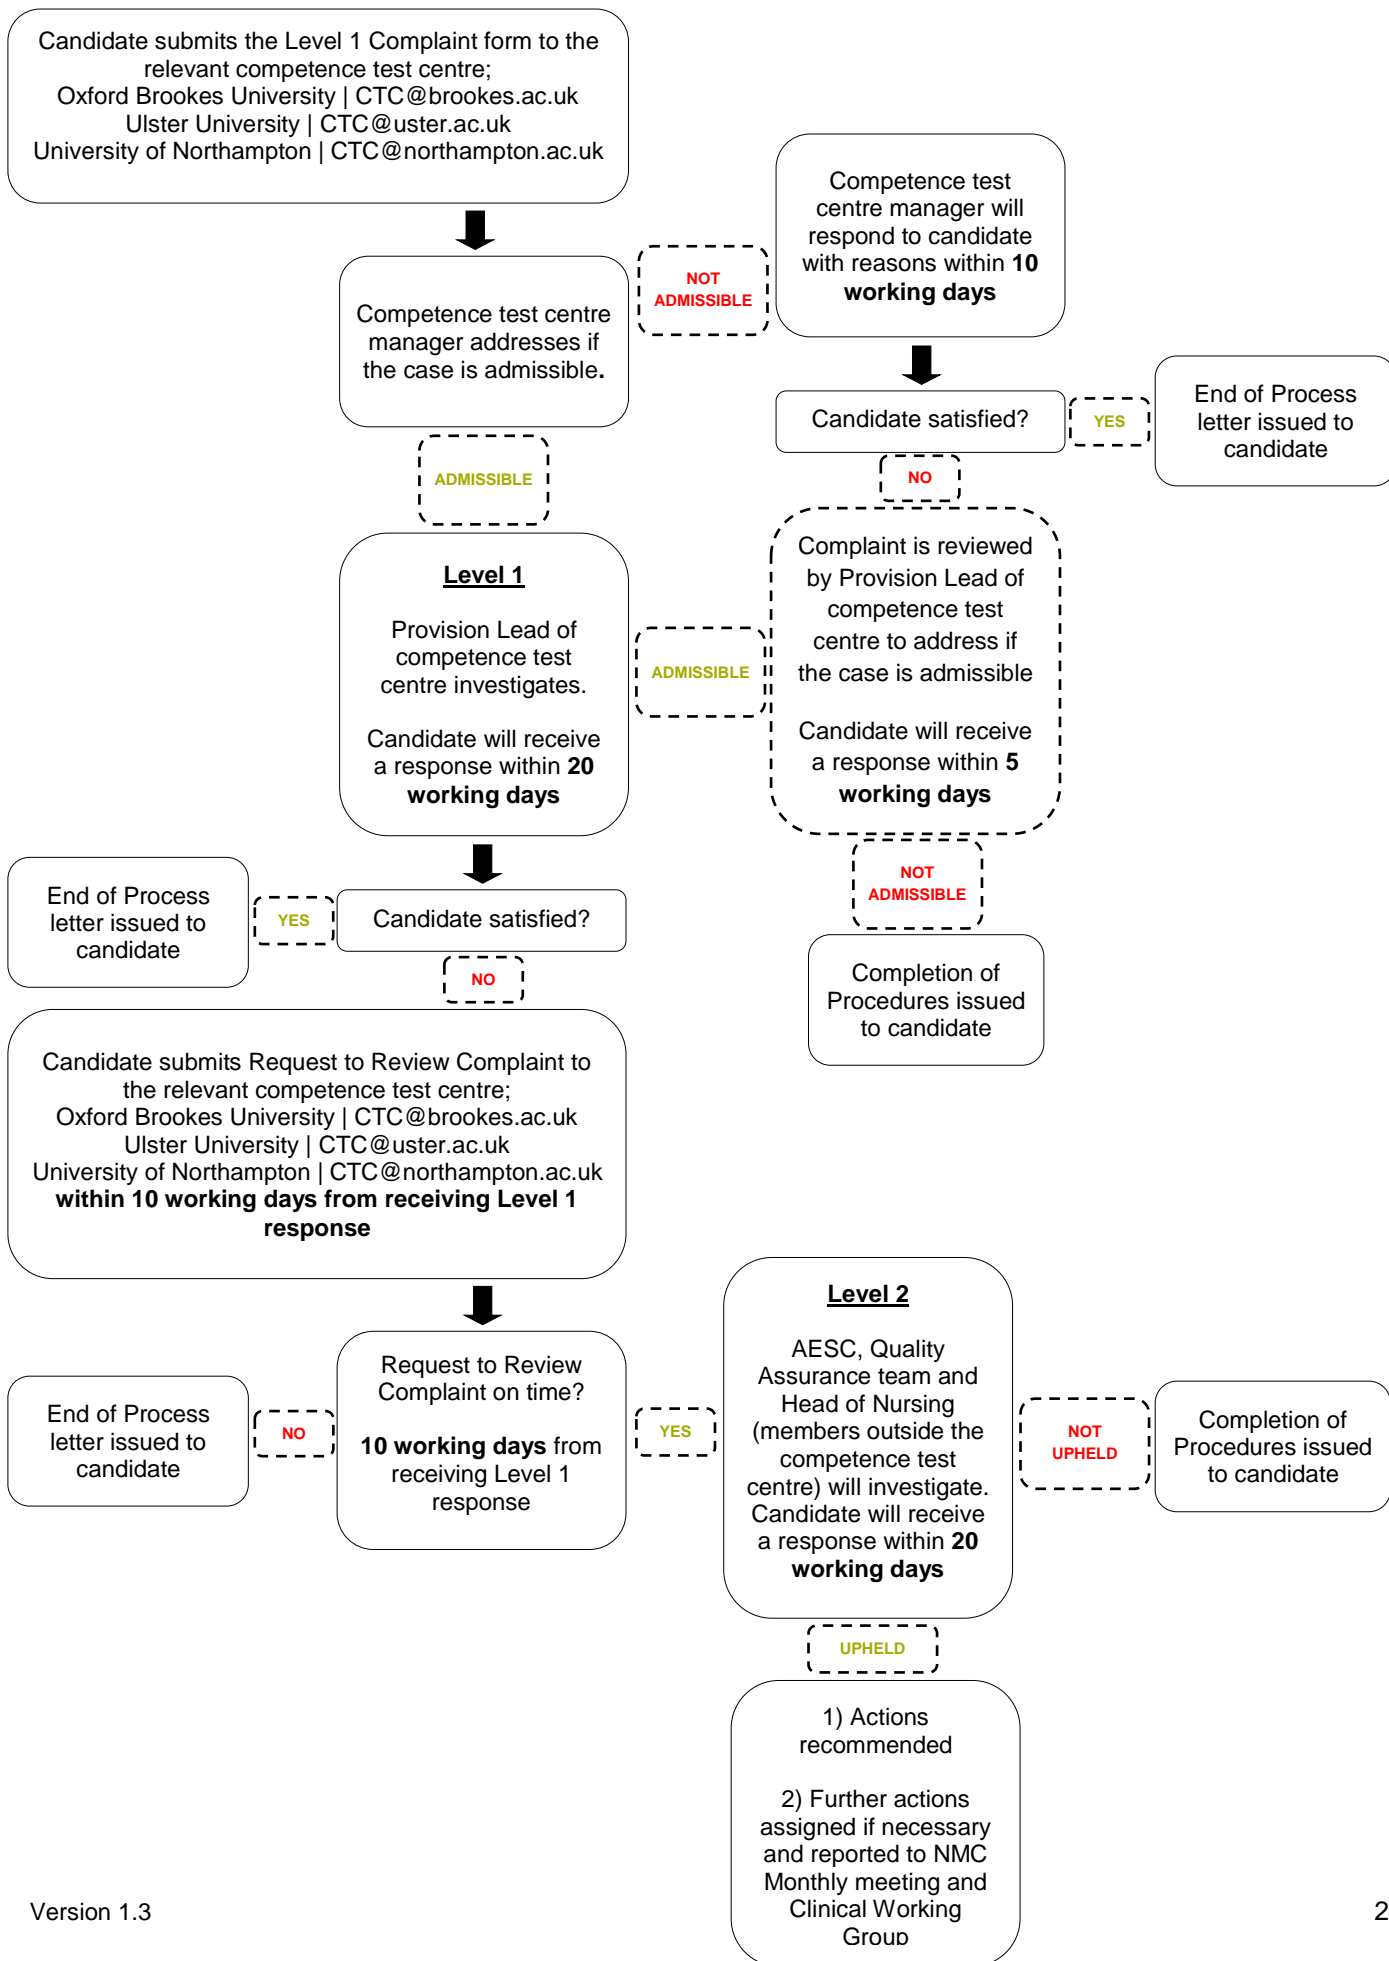 Candidate submits the Level 1 Complaint form to the
relevant competence test centre;
Oxford Brookes University | CTC@brookes.ac.uk
Ulster University | CTC@uster.ac.uk
University of Northampton | CTC@northampton.ac.uk
Competence test
centre manager will
respond to candidate
with reasons within 10
working days
NOT
ADMISSIBLE
Competence test centre
manager addresses if
the case is admissible.
Candidate satisfied?
YES
End of Process
letter issued to
candidate
ADMISSIBLE
NO
Level 1
Provision Lead of
competence test
centre investigates.
Candidate will receive
a response within 20
working days
ADMISSIBLE
Complaint is reviewed
by Provision Lead of
competence test
centre to address if
the case is admissible
Candidate will receive
a response within 5
working days
NOT
ADMISSIBLE
Completion of
Procedures issued
to candidate
End of Process
letter issued to
candidate
YES
Candidate satisfied?
NO
Candidate submits Request to Review Complaint to
the relevant competence test centre;
Oxford Brookes University | CTC@brookes.ac.uk
Ulster University | CTC@uster.ac.uk
University of Northampton | CTC@northampton.ac.uk
within 10 working days from receiving Level 1
response
End of Process
letter issued to
candidate
NO
Request to Review
Complaint on time?
10 working days from
receiving Level 1
response
YES
Level 2
AESC, Quality
Assurance team and
Head of Nursing
(members outside the
competence test
centre) will investigate.
Candidate will receive
a response within 20
working days
NOT
UPHELD
Completion of
Procedures issued
to candidate
UPHELD
1) Actions
recommended
2) Further actions
assigned if necessary
and reported to NMC
Monthly meeting and
Clinical Working
Group
Version 1.3
2